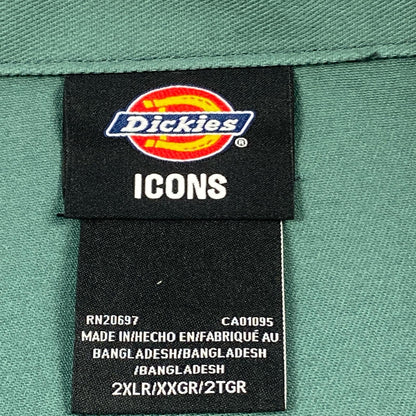 Dickies
®
ICONS
RN20697 CA01095
MADE IN/HECHO EN/FABRIQUÉ AU
BANGLADESH/BANGLADESH
/BANGLADESH
2XLR/XXGR/2TGR